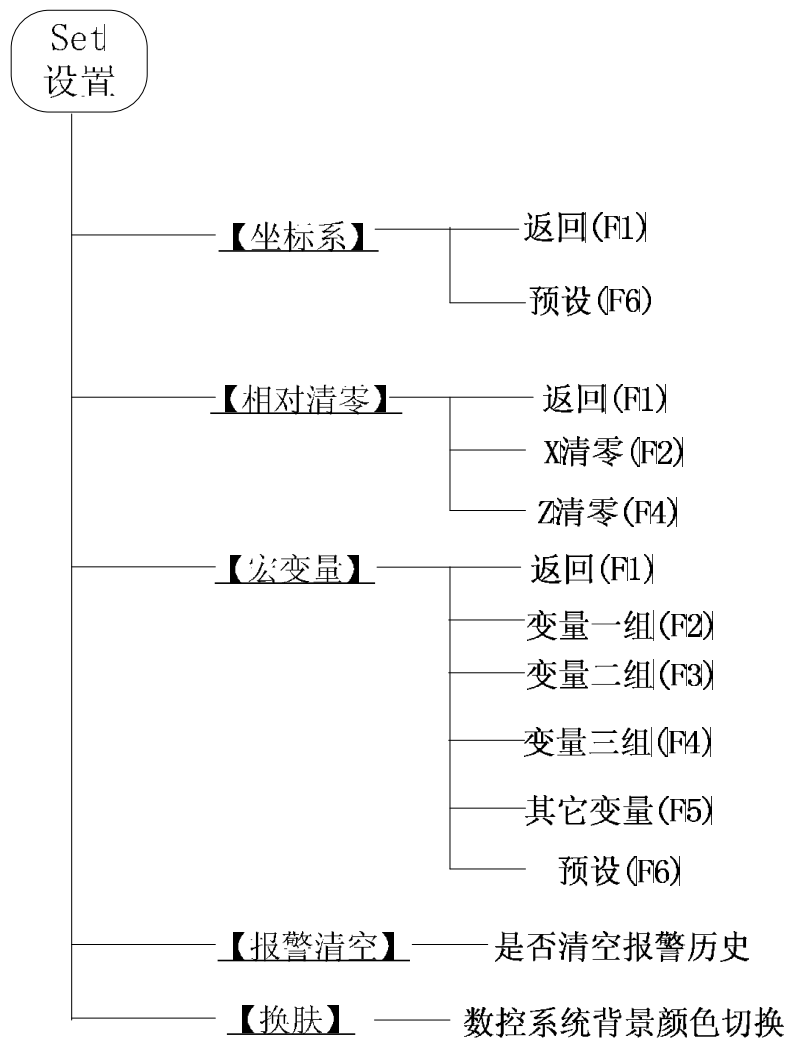 Set
设置
【坐标系】
返回(F1)
预设(F6)
【相对清零】
返回(F1)
X清零(F2)
Z清零(F4)
【宏变量】
返回(F1)
变量一组(F2)
变量二组(F3)
变量三组(F4)
其它变量(F5)
预设(F6)
【报警清空】
是否清空报警历史
【换肤】
数控系统背景颜色切换